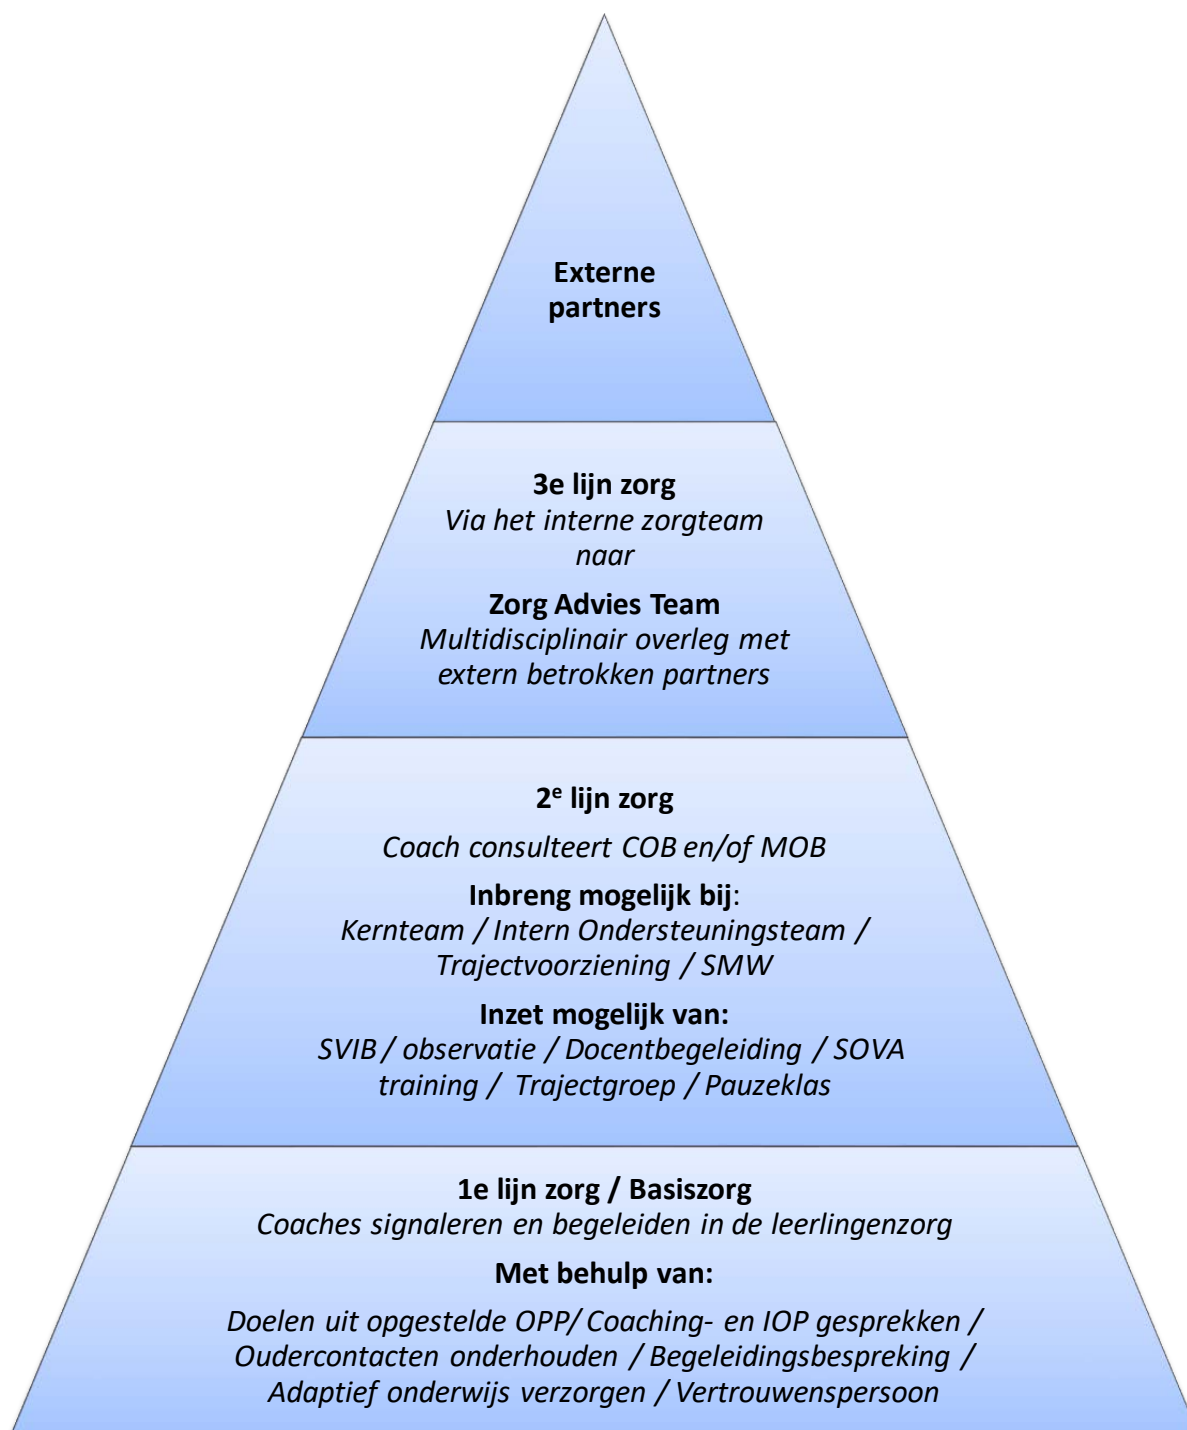 Externe
partners
3e lijn zorg
Via het interne zorgteam
naar
Zorg Advies Team
Multidisciplinair overleg met
extern betrokken partners
2e lijn zorg
Coach consulteert COB en/of MOB
Inbreng mogelijk bij:
Kernteam / Intern Ondersteuningsteam /
Trajectvoorziening / SMW
Inzet mogelijk van:
SVIB / observatie / Docentbegeleiding / SOVA
training / Trajectgroep / Pauzeklas
1e lijn zorg / Basiszorg
Coaches signaleren en begeleiden in de leerlingenzorg
Met behulp van:
Doelen uit opgestelde OPP/ Coaching- en IOP gesprekken /
Oudercontacten onderhouden / Begeleidingsbespreking /
Adaptief onderwijs verzorgen / Vertrouwenspersoon